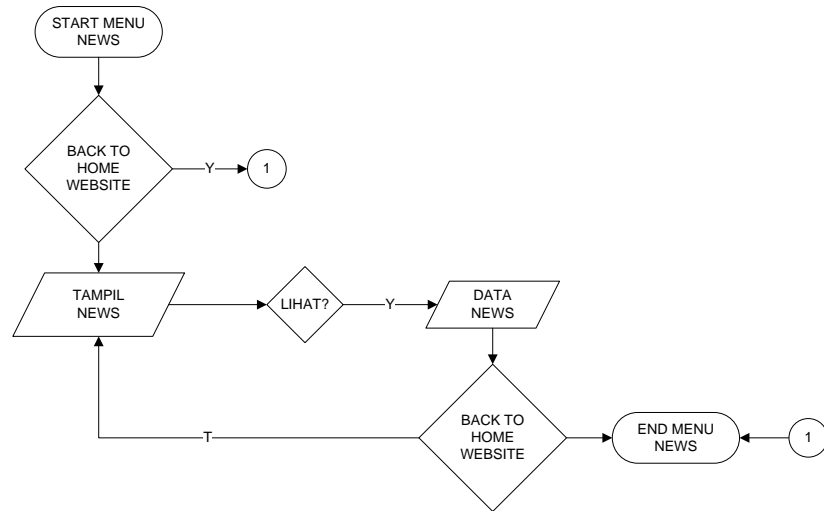 START MENU
NEWS
BACK TO
HOME
WEBSITE
Y
1
TAMPIL
NEWS
LIHAT?
Y
DATA
NEWS
BACK TO
HOME
WEBSITE
T
END MENU
NEWS
1